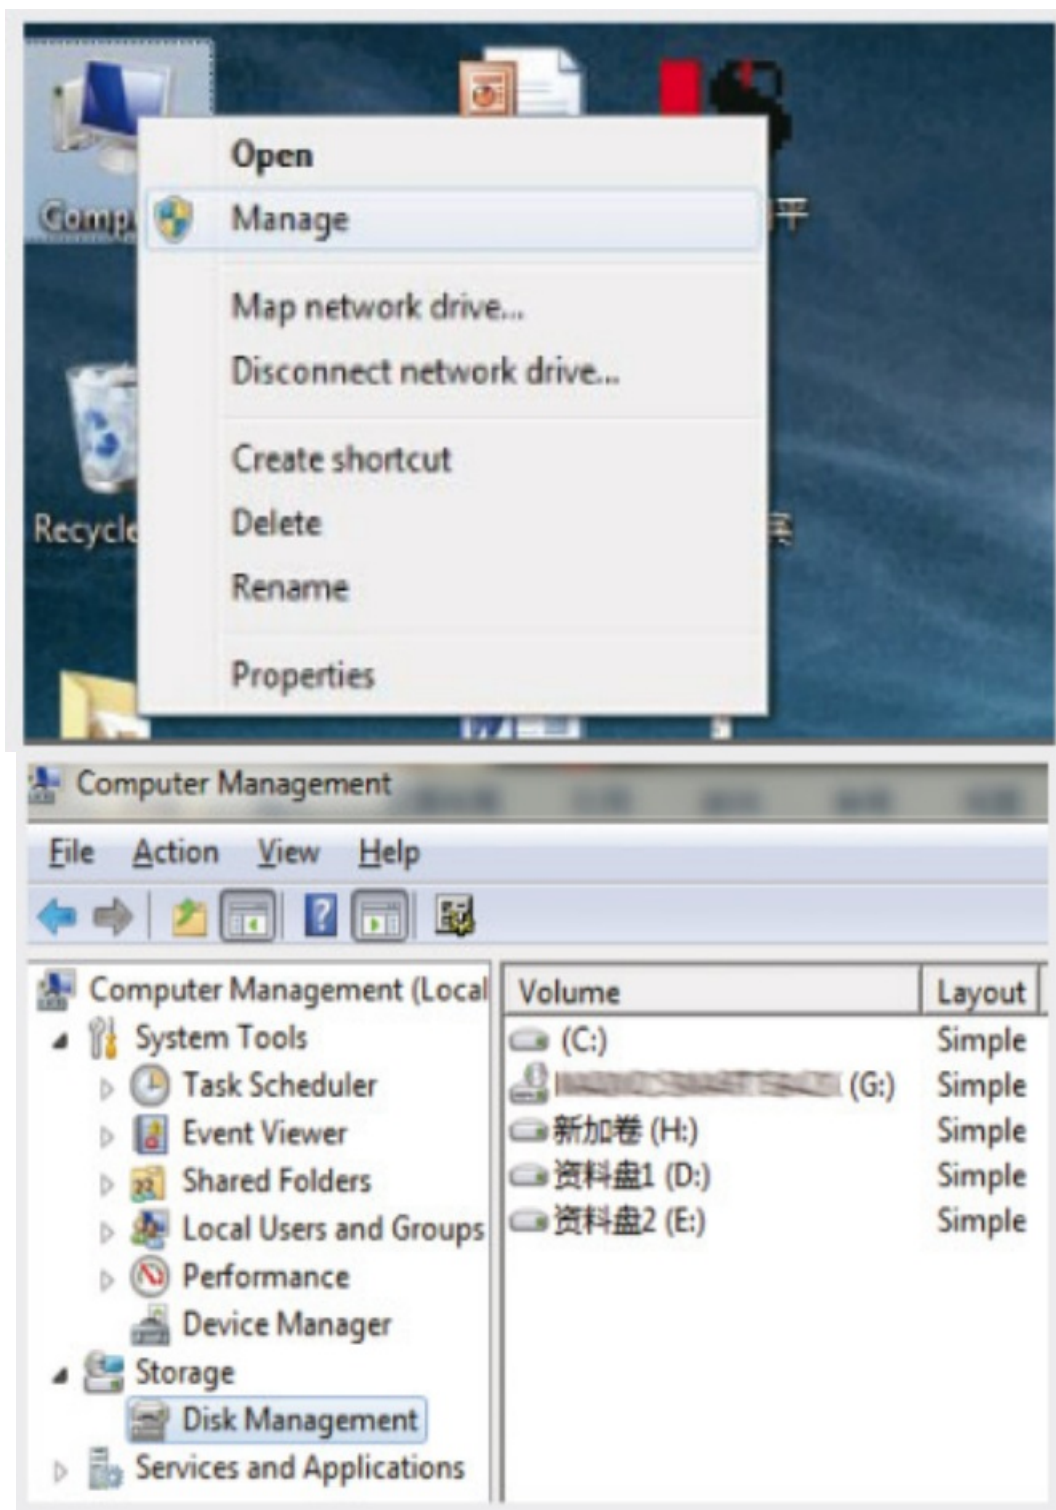 Open
Comp
Manage
平
Map network drive...
Disconnect network drive...
Create shortcut
Recycle
Delete
Rename
Properties
Computer Management
File Action View Help
Computer Management (Local
Volume Layout
System Tools
(C:) Simple
Task Scheduler
(G:) Simple
Event Viewer
新加卷 (H:) Simple
Shared Folders
资料盘1 (D:) Simple
Local Users and Groups
资料盘2 (E:) Simple
Performance
Device Manager
Storage
Disk Management
Services and Applications